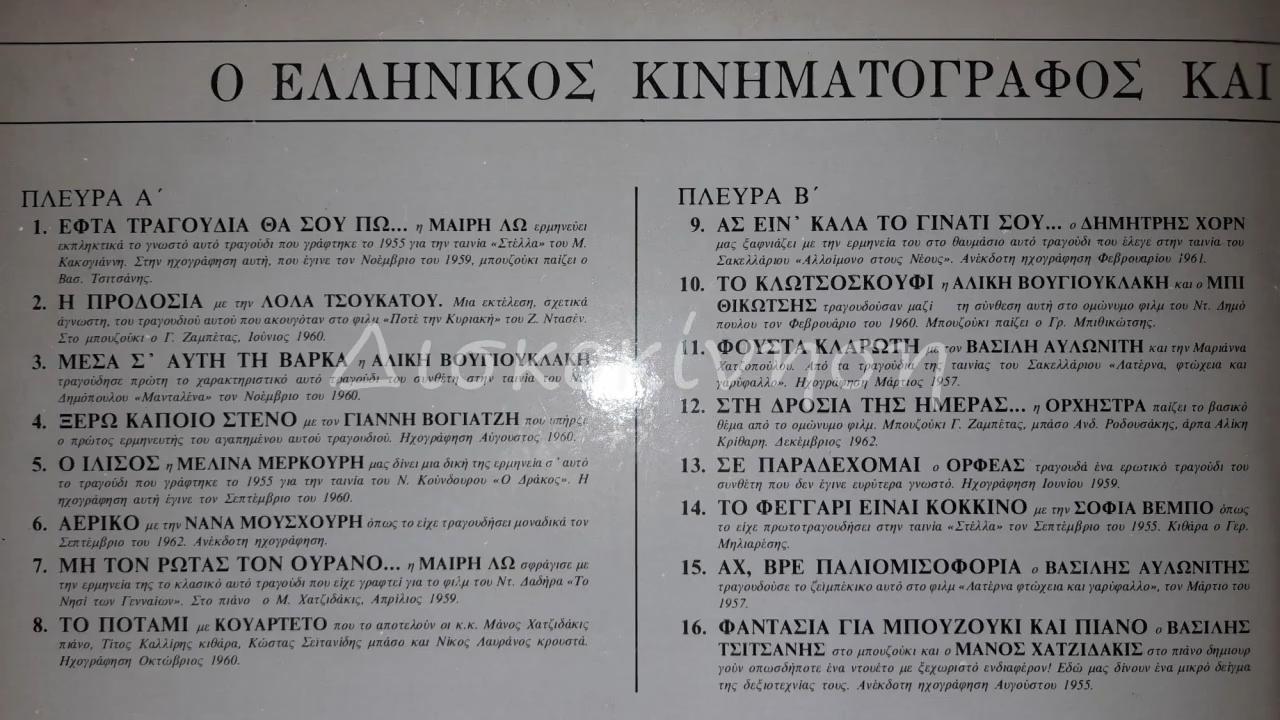 Ο ΕΛΛΗΝΙΚΟΣ ΚΙΝΗΜΑΤΟΓΡΑΦΟΣ ΚΑΙ
ΠΛΕΥΡΑ Α΄
1. ΕΦΤΑ ΤΡΑΓΟΥΔΙΑ ΘΑ ΣΟΥ ΠΩ... η ΜΑΙΡΗ ΛΩ ερμηνεύει
εκπληκτικά το γνωστό αυτό τραγούδι που γράφτηκε το 1955 για την ταινία «Στέλλα» του Μ.
Κακογιάννη. Στην ηχογράφηση αυτή, που έγινε τον Νοέμβριο του 1959, μπουζούκι παίζει ο
Βασ. Τσιτσάνης.
2. Η ΠΡΟΔΟΣΙΑ με την ΛΟΛΑ ΤΣΟΥΚΑΤΟΥ. Μια εκτέλεση, σχετικά
άγνωστη, του τραγουδιού αυτού που ακουγόταν στο φιλμ «Ποτέ την Κυριακή» του Ζ. Ντασέν.
Στο μπουζούκι ο Γ. Ζαμπέτας, Ιούνιος 1960.
3. ΜΕΣΑ Σ' ΑΥΤΗ ΤΗ ΒΑΡΚΑ η ΑΛΙΚΗ ΒΟΥΓΙΟΥΚΛΑΚΗ
τραγούδησε πρώτη το χαρακτηριστικό αυτό τραγούδι του συνθέτη στην ταινία του Ντ.
Δημόπουλου «Μανταλένα» τον Νοέμβριο του 1960.
4. ΞΕΡΩ ΚΑΠΟΙΟ ΣΤΕΝΟ με τον ΓΙΑΝΝΗ ΒΟΓΙΑΤΖΗ που υπήρξε
ο πρώτος ερμηνευτής του αγαπημένου αυτού τραγουδιού. Ηχογράφηση Αύγουστος 1960.
5. Ο ΙΛΙΣΟΣ η ΜΕΛΙΝΑ ΜΕΡΚΟΥΡΗ μας δίνει μια δική της ερμηνεία σ' αυτό
το τραγούδι που γράφτηκε το 1955 για την ταινία του Ν. Κούνδουρου «Ο Δράκος». Η
ηχογράφηση αυτή έγινε τον Σεπτέμβριο του 1960.
6. ΑΕΡΙΚΟ με την ΝΑΝΑ ΜΟΥΣΧΟΥΡΗ όπως το είχε τραγουδήσει μοναδικά τον
Σεπτέμβριο του 1962. Ανέκδοτη ηχογράφηση.
7. ΜΗ ΤΟΝ ΡΩΤΑΣ ΤΟΝ ΟΥΡΑΝΟ... η ΜΑΙΡΗ ΛΩ σφράγισε με
την ερμηνεία της το κλασικό αυτό τραγούδι που είχε γραφτεί για το φιλμ του Ντ. Δαδήρα «Το
Νησί των Γενναίων». Στο πιάνο ο Μ. Χατζιδάκις, Απρίλιος 1959.
8. ΤΟ ΠΟΤΑΜΙ με ΚΟΥΑΡΤΕΤΟ που το αποτελούν οι κ.κ. Μάνος Χατζιδάκις
πιάνο, Τίτος Καλλίρης κιθάρα, Κώστας Σεϊτανίδης μπάσο και Νίκος Λαυράνος κρουστά.
Ηχογράφηση Οκτώβριος 1960.
ΠΛΕΥΡΑ Β΄
9. ΑΣ ΕΙΝ' ΚΑΛΑ ΤΟ ΓΙΝΑΤΙ ΣΟΥ... ο ΔΗΜΗΤΡΗΣ ΧΟΡΝ
μας ξαφνιάζει με την ερμηνεία του στο θαυμάσιο αυτό τραγούδι που έλεγε στην ταινία του
Σακελλάριου «Αλλοίμονο στους Νέους». Ανέκδοτη ηχογράφηση Φεβρουαρίου 1961.
10. ΤΟ ΚΛΩΤΣΟΣΚΟΥΦΙ η ΑΛΙΚΗ ΒΟΥΓΙΟΥΚΛΑΚΗ και ο ΜΠΙ
ΘΙΚΩΤΣΗΣ τραγουδούσαν μαζί τη σύνθεση αυτή στο ομώνυμο φιλμ του Ντ. Δημό
πουλου τον Φεβρουάριο του 1960. Μπουζούκι παίζει ο Γρ. Μπιθικώτσης.
11. ΦΟΥΣΤΑ ΚΛΑΡΩΤΗ με τον ΒΑΣΙΛΗ ΑΥΛΩΝΙΤΗ και την Μαριάννα
Χατζοπούλου. Από τα τραγούδια της ταινίας του Σακελλάριου «Λατέρνα, φτώχεια και
γαρύφαλλο». Ηχογράφηση Μάρτιος 1957.
12. ΣΤΗ ΔΡΟΣΙΑ ΤΗΣ ΗΜΕΡΑΣ... η ΟΡΧΗΣΤΡΑ παίζει το βασικό
θέμα από το ομώνυμο φιλμ. Μπουζούκι Γ. Ζαμπέτας, μπάσο Ανδ. Ροδουσάκης, άρπα Αλίκη
Κρίθαρη. Δεκέμβριος 1962.
13. ΣΕ ΠΑΡΑΔΕΧΟΜΑΙ ο ΟΡΦΕΑΣ τραγουδά ένα ερωτικό τραγούδι του
συνθέτη που δεν έγινε ευρύτερα γνωστό. Ηχογράφηση Ιουνίου 1959.
14. ΤΟ ΦΕΓΓΑΡΙ ΕΙΝΑΙ ΚΟΚΚΙΝΟ με την ΣΟΦΙΑ ΒΕΜΠΟ όπως
το είχε πρωτοτραγουδήσει στην ταινία «Στέλλα» τον Σεπτέμβριο του 1955. Κιθάρα ο Γερ.
Μηλιαρέσης.
15. ΑΧ, ΒΡΕ ΠΑΛΙΟΜΙΣΟΦΟΡΙΑ ο ΒΑΣΙΛΗΣ ΑΥΛΩΝΙΤΗΣ
τραγουδούσε το ζεϊμπέκικο αυτό στο φιλμ «Λατέρνα φτώχεια και γαρύφαλλο», τον Μάρτιο του
1957.
16. ΦΑΝΤΑΣΙΑ ΓΙΑ ΜΠΟΥΖΟΥΚΙ ΚΑΙ ΠΙΑΝΟ ο ΒΑΣΙΛΗΣ
ΤΣΙΤΣΑΝΗΣ στο μπουζούκι και ο ΜΑΝΟΣ ΧΑΤΖΙΔΑΚΙΣ στο πιάνο δημιουρ
γούν οπωσδήποτε ένα ντουέτο με ξεχωριστό ενδιαφέρον! Εδώ μας δίνουν ένα μικρό δείγμα
της δεξιοτεχνίας τους. Ανέκδοτη ηχογράφηση Αυγούστου 1955.
Δισκοκίνηση